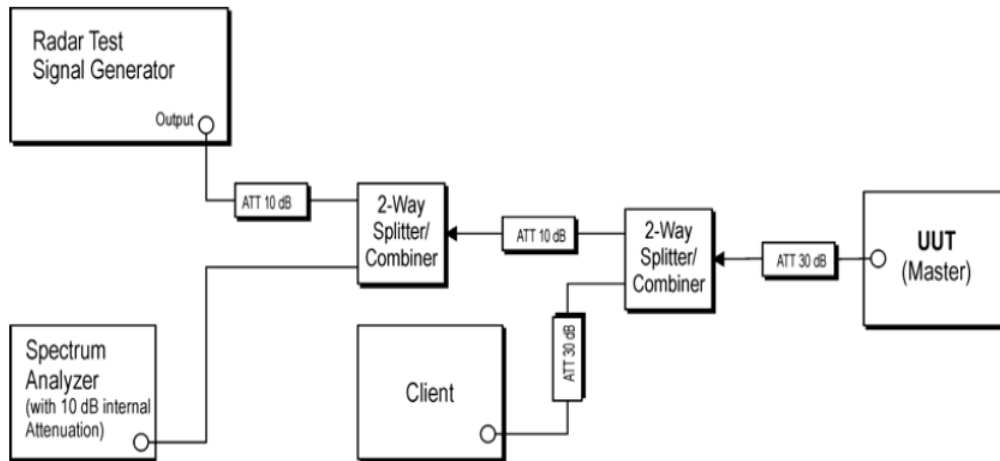 Radar Test
Signal Generator
Output
ATT 10 dB
2-Way
Splitter/
Combiner
ATT 10 dB
2-Way
Splitter/
Combiner
ATT 30 dB
UUT
(Master)
Spectrum
Analyzer
(with 10 dB internal
Attenuation)
Client
ATT 30 dB